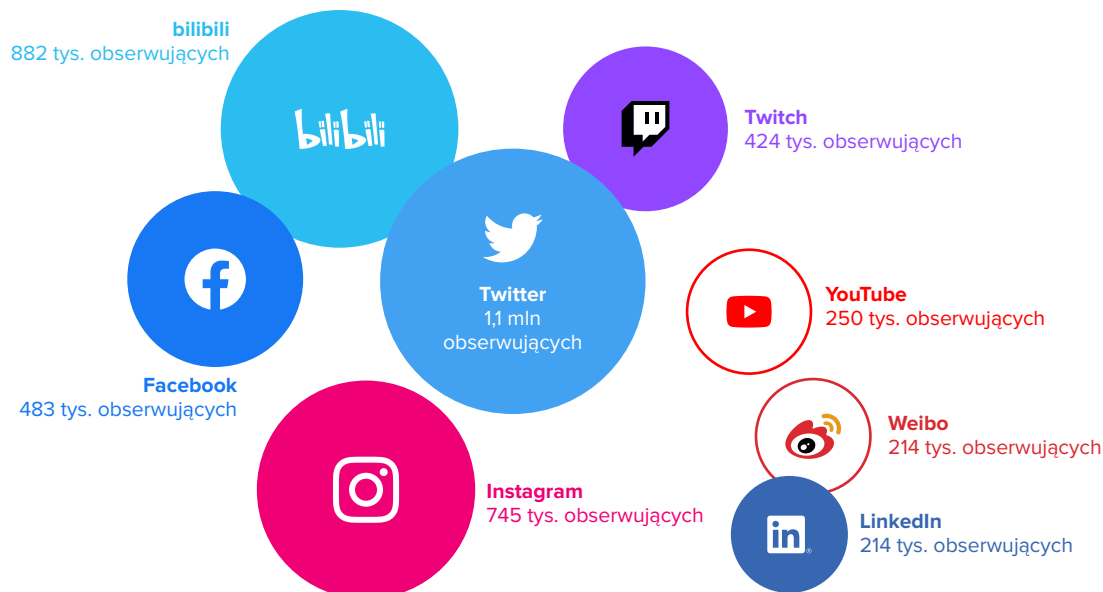 bilibili
882 tys. obserwujących
bilibili
Twitch
424 tys. obserwujących
Twitter
1,1 mln
obserwujących
YouTube
250 tys. obserwujących
Facebook
483 tys. obserwujących
Weibo
214 tys. obserwujących
Instagram
745 tys. obserwujących
in
LinkedIn
214 tys. obserwujących